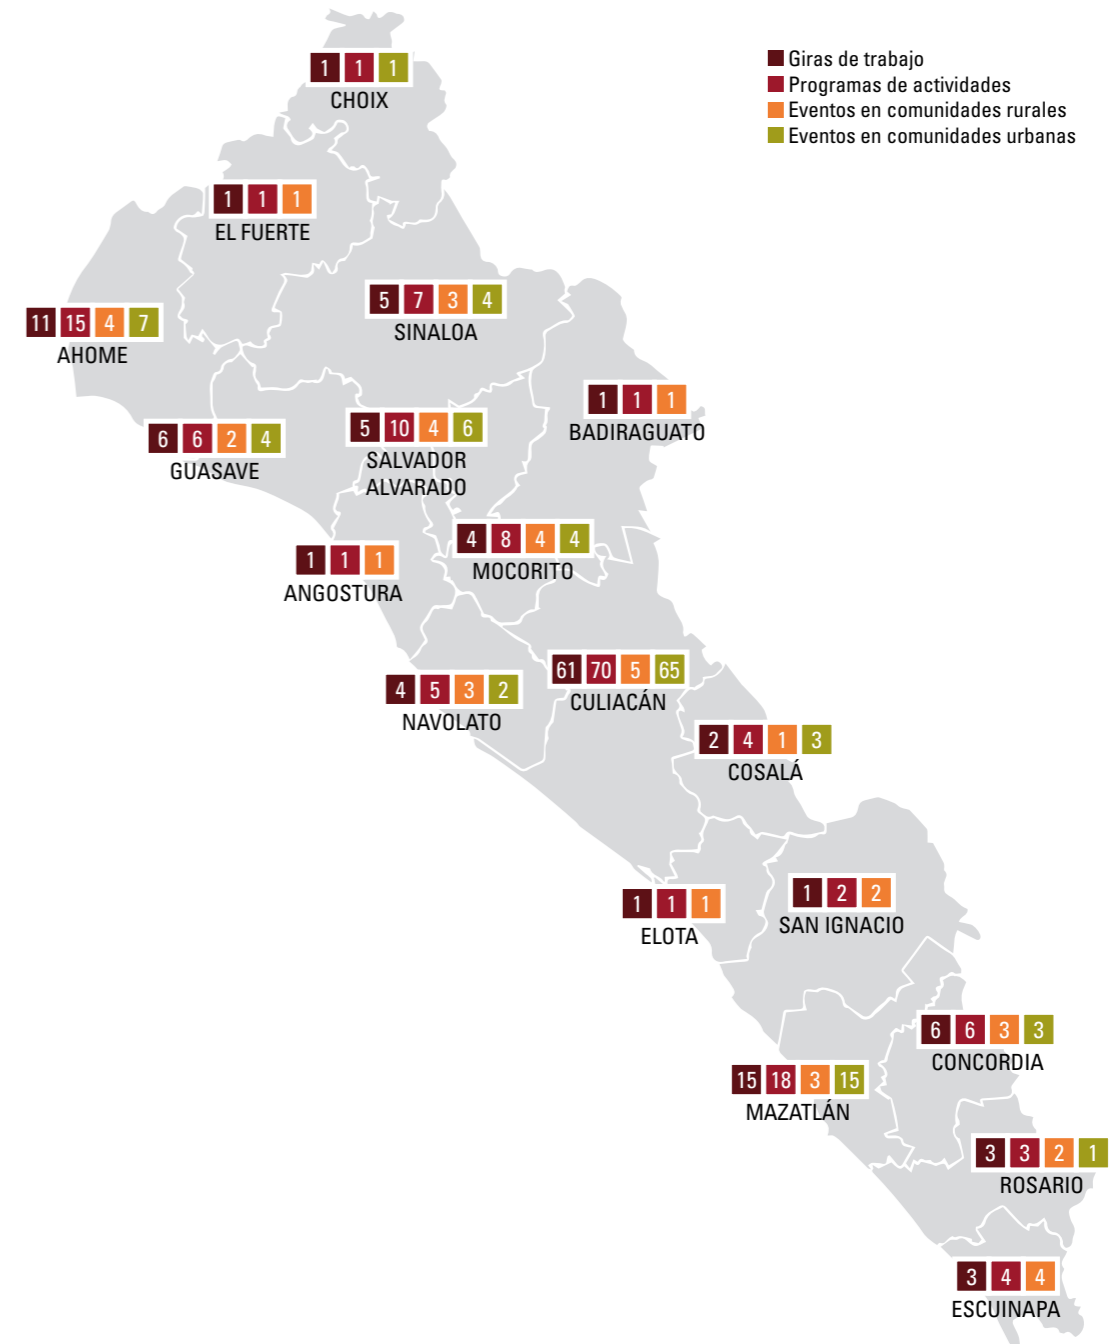 Giras de trabajo
Programas de actividades
Eventos en comunidades rurales
Eventos en comunidades urbanas
1 1 1
CHOIX
1 1 1
EL FUERTE
5 7 3 4
SINALOA
11 15 4 7
AHOME
1 1 1
BADIRAGUATO
6 6 2 4
GUASAVE
5 10 4 6
SALVADOR
ALVARADO
4 8 4 4
MOCORITO
1 1 1
ANGOSTURA
61 70 5 65
CULIACÁN
4 5 3 2
NAVOLATO
2 4 1 3
COSALÁ
1 2 2
SAN IGNACIO
1 1 1
ELOTA
6 6 3 3
CONCORDIA
15 18 3 15
MAZATLÁN
3 3 2 1
ROSARIO
3 4 4
ESCUINAPA